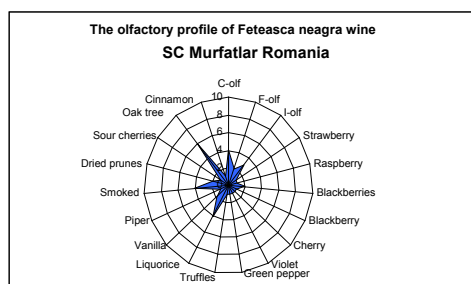 The olfactory profile of Feteasca neagra wine
SC Murfatlar Romania
C-olf
F-olf
I-olf
Strawberry
Raspberry
Blackberries
Blackberry
Cherry
Violet
Green pepper
Truffles
Liquorice
Vanilla
Piper
Smoked
Dried prunes
Sour cherries
Oak tree
Cinnamon
10
8
6
4
2